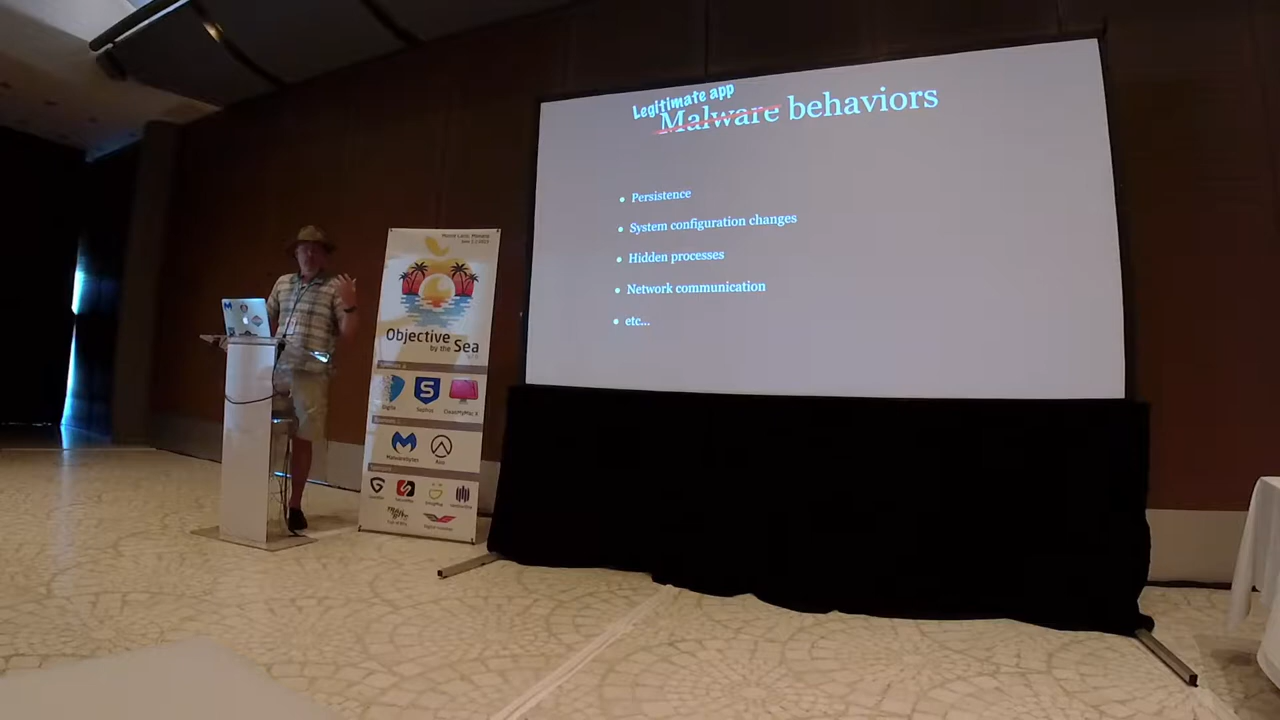 Legitimate app
Malware behaviors
• Persistence
• System configuration changes
• Hidden processes
• Network communication
• etc...
Objective
by the Sea
Sophos
CleanMyMac X
Malwarebytes